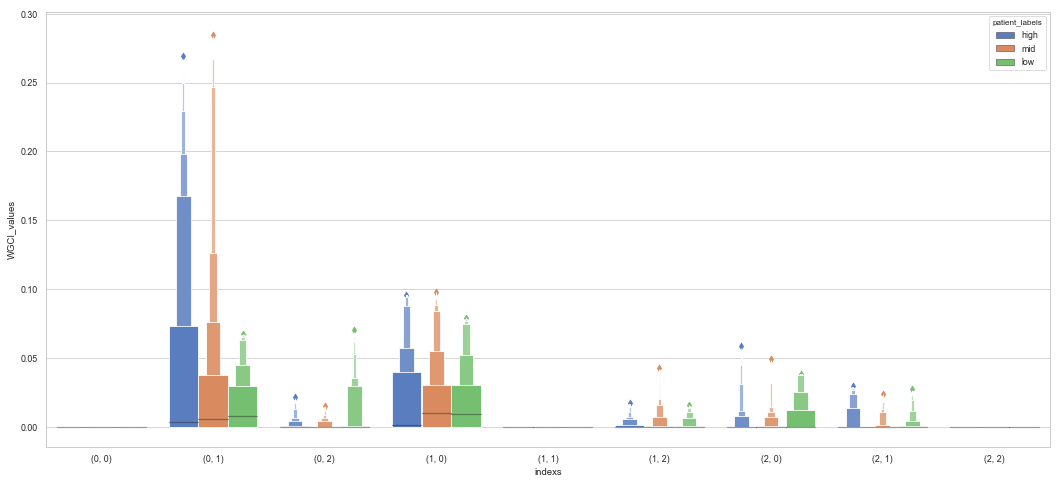 patient_labels
high
mid
low
0.30
0.25
0.20
0.15
0.10
0.05
0.00
WGCI_values
(0, 0) (0, 1) (0, 2) (1, 0) (1, 1) (1, 2) (2, 0) (2, 1) (2, 2)
indexs